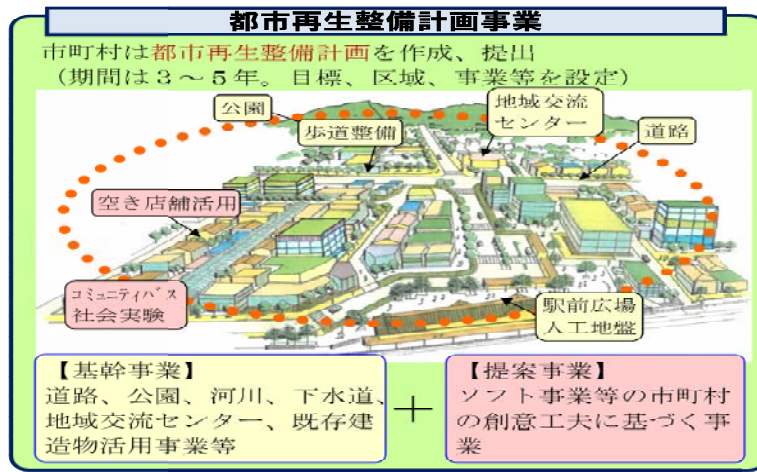 都市再生整備計画事業
市町村は都市再生整備計画を作成、提出
（期間は３～５年。目標、区域、事業等を設定）
公園
歩道整備
地域交流
センター
道路
空き店舗活用
ｺﾐｭﾆﾃｨﾊﾞｽ
社会実験
駅前広場
人工地盤
【基幹事業】
道路、公園、河川、下水道、
地域交流センター、既存建
造物活用事業等
＋
【提案事業】
ソフト事業等の市町村
の創意工夫に基づく事
業